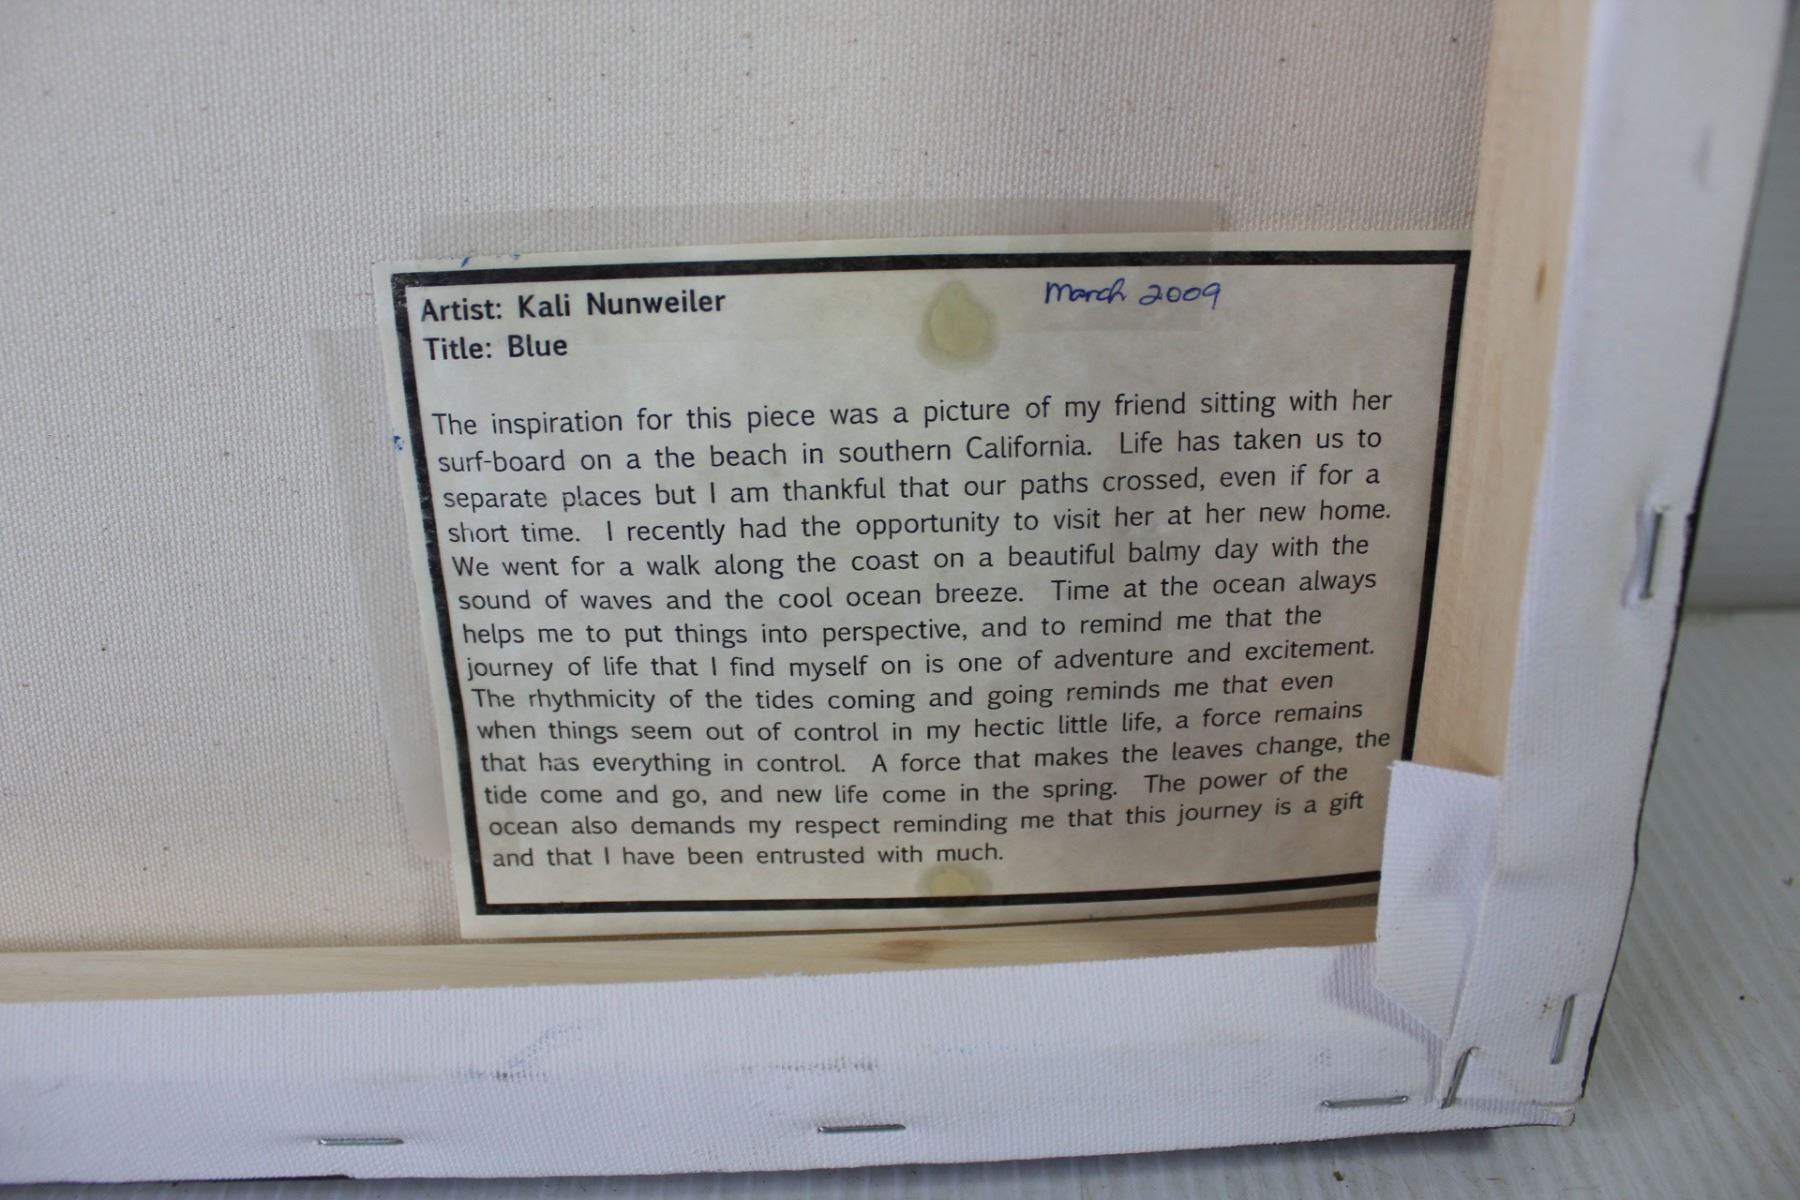 Artist: Kali Nunweiler
March 2009
Title: Blue
The inspiration for this piece was a picture of my friend sitting with her
surf-board on a the beach in southern California. Life has taken us to
separate places but I am thankful that our paths crossed, even if for a
short time. I recently had the opportunity to visit her at her new home.
We went for a walk along the coast on a beautiful balmy day with the
sound of waves and the cool ocean breeze. Time at the ocean always
helps me to put things into perspective, and to remind me that the
journey of life that I find myself on is one of adventure and excitement.
The rhythmicity of the tides coming and going reminds me that even
when things seem out of control in my hectic little life, a force remains
that has everything in control. A force that makes the leaves change, the
tide come and go, and new life come in the spring. The power of the
ocean also demands my respect reminding me that this journey is a gift
and that I have been entrusted with much.